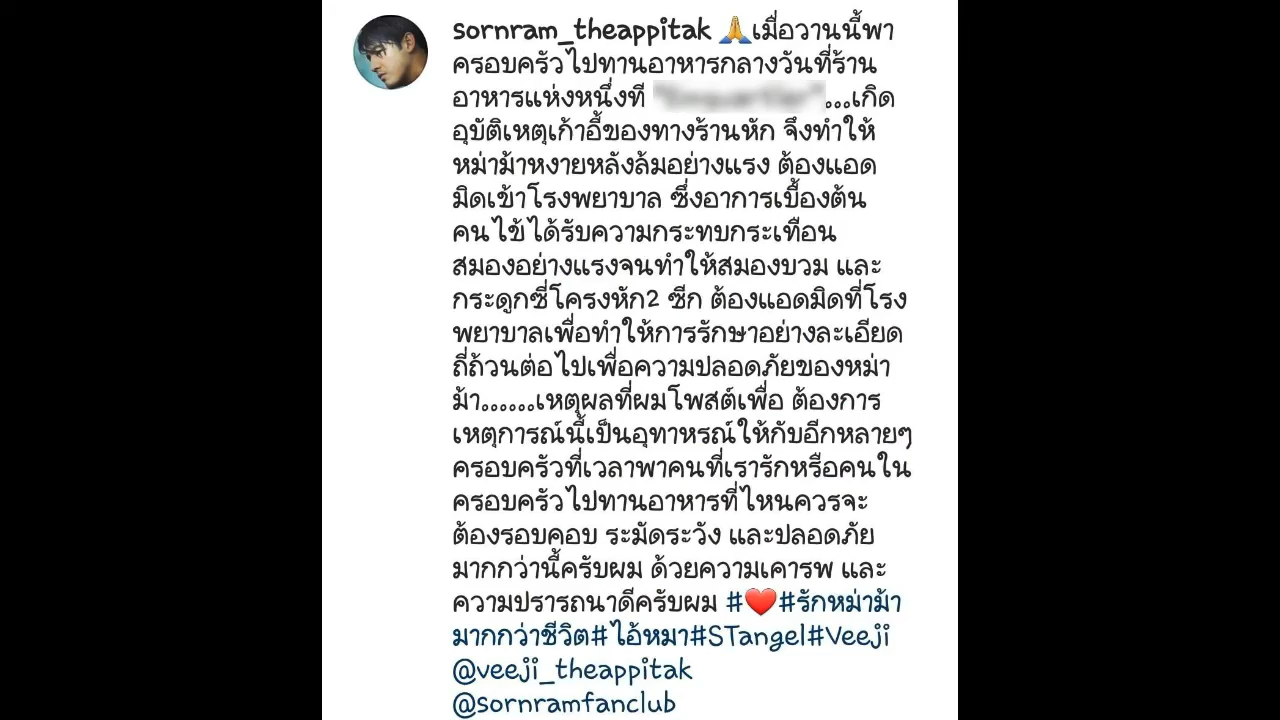 sornram_theappitak 🙏เมื่อวานนี้พา
ครอบครัวไปทานอาหารกลางวันที่ร้าน
อาหารแห่งหนึ่งที่ ...เกิด
อุบัติเหตุเก้าอี้ของทางร้านหัก จึงทำให้
หม่าม้าหงายหลังล้มอย่างแรง ต้องแอด
มิดเข้าโรงพยาบาล ซึ่งอาการเบื้องต้น
คนไข้ได้รับความกระทบกระเทือน
สมองอย่างแรงจนทำให้สมองบวม และ
กระดูกซี่โครงหัก2 ซีก ต้องแอดมิดที่โรง
พยาบาลเพื่อทำให้การรักษาอย่างละเอียด
ถี่ถ้วนต่อไปเพื่อความปลอดภัยของหม่า
ม้า......เหตุผลที่ผมโพสต์เพื่อ ต้องการ
เหตุการณ์นี้เป็นอุทาหรณ์ให้กับอีกหลายๆ
ครอบครัวที่เวลาพาคนที่เรารักหรือคนใน
ครอบครัวไปทานอาหารที่ไหนควรจะ
ต้องรอบคอบ ระมัดระวัง และปลอดภัย
มากกว่านี้ครับผม ด้วยความเคารพ และ
ความปรารถนาดีครับผม #❤️#รักหม่าม้า
มากกว่าชีวิต#ไอ้หมา#STangel#Veeji
@veeji_theappitak
@sornramfanclub